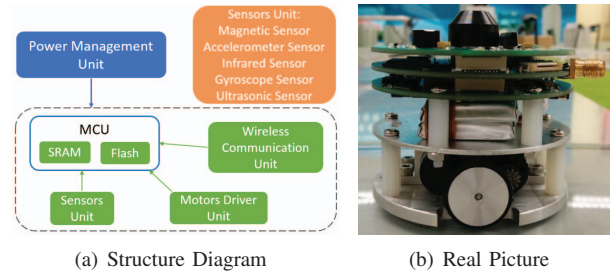 Power Management
Unit
Sensors Unit:
Magnetic Sensor
Accelerometer Sensor
Infrared Sensor
Gyroscope Sensor
Ultrasonic Sensor
MCU
SRAM
Flash
Wireless
Communication
Unit
Sensors
Unit
Motors Driver
Unit
(a) Structure Diagram
(b) Real Picture